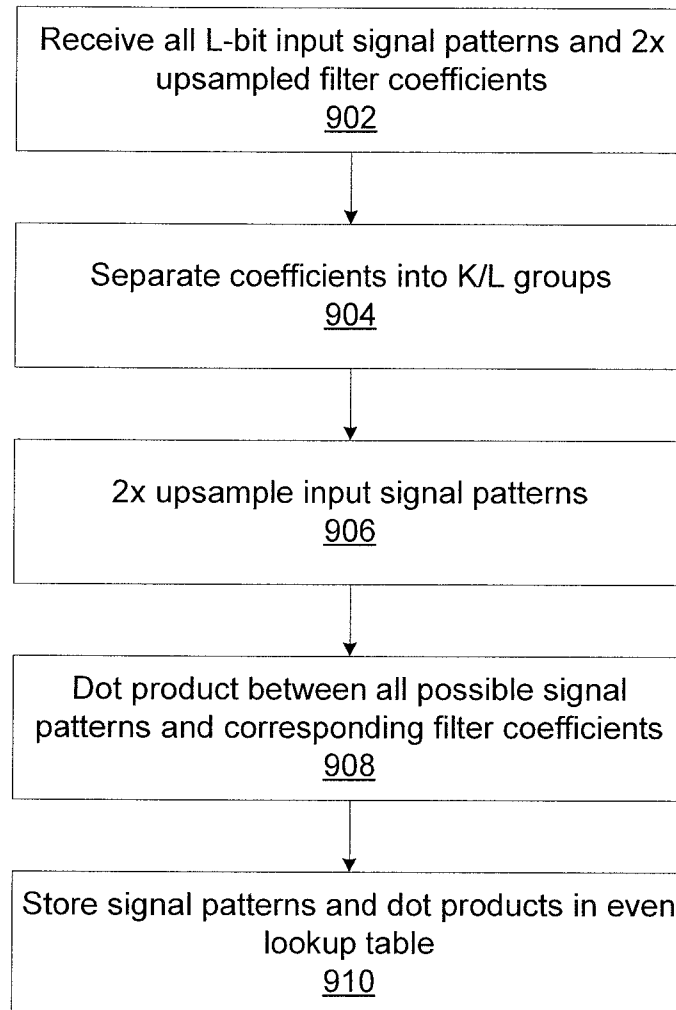 Receive all L-bit input signal patterns and 2x
upsampled filter coefficients
902
Separate coefficients into K/L groups
904
2x upsample input signal patterns
906
Dot product between all possible signal
patterns and corresponding filter coefficients
908
Store signal patterns and dot products in even
lookup table
910